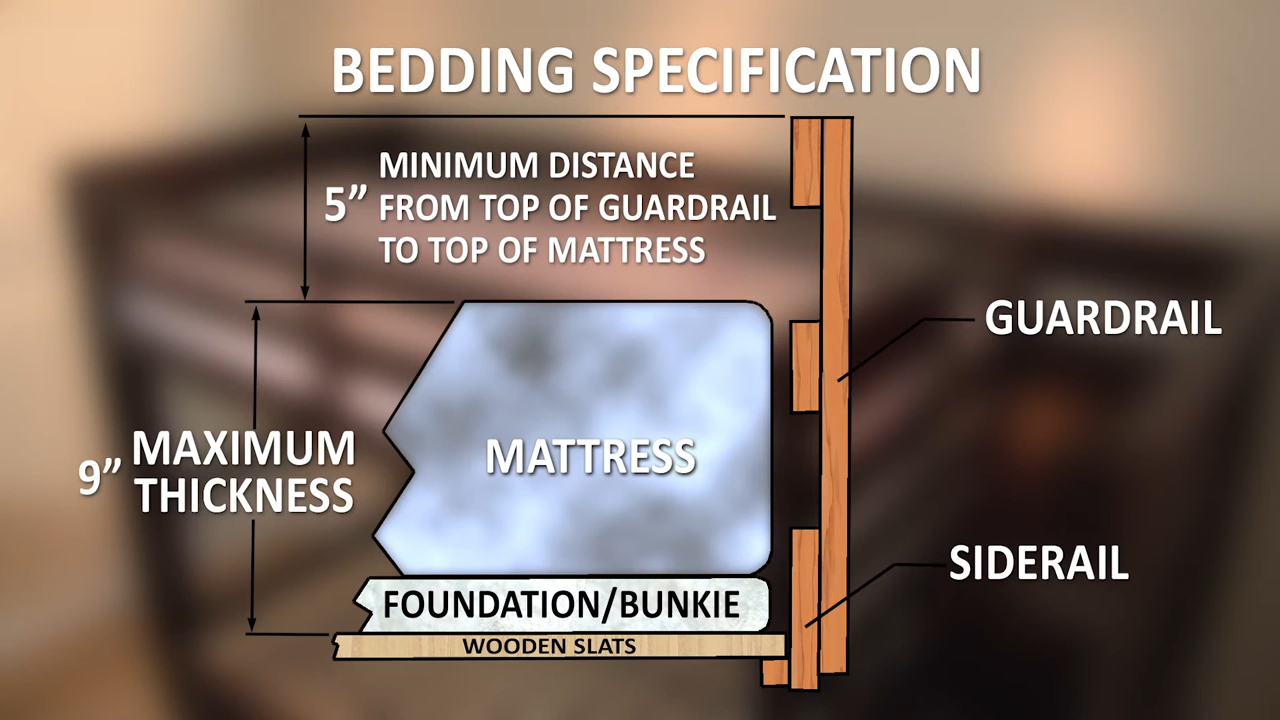 BEDDING SPECIFICATION
MINIMUM DISTANCE
5” FROM TOP OF GUARDRAIL
TO TOP OF MATTRESS
GUARDRAIL
9” MAXIMUM
THICKNESS
MATTRESS
SIDERAIL
FOUNDATION/BUNKIE
WOODEN SLATS